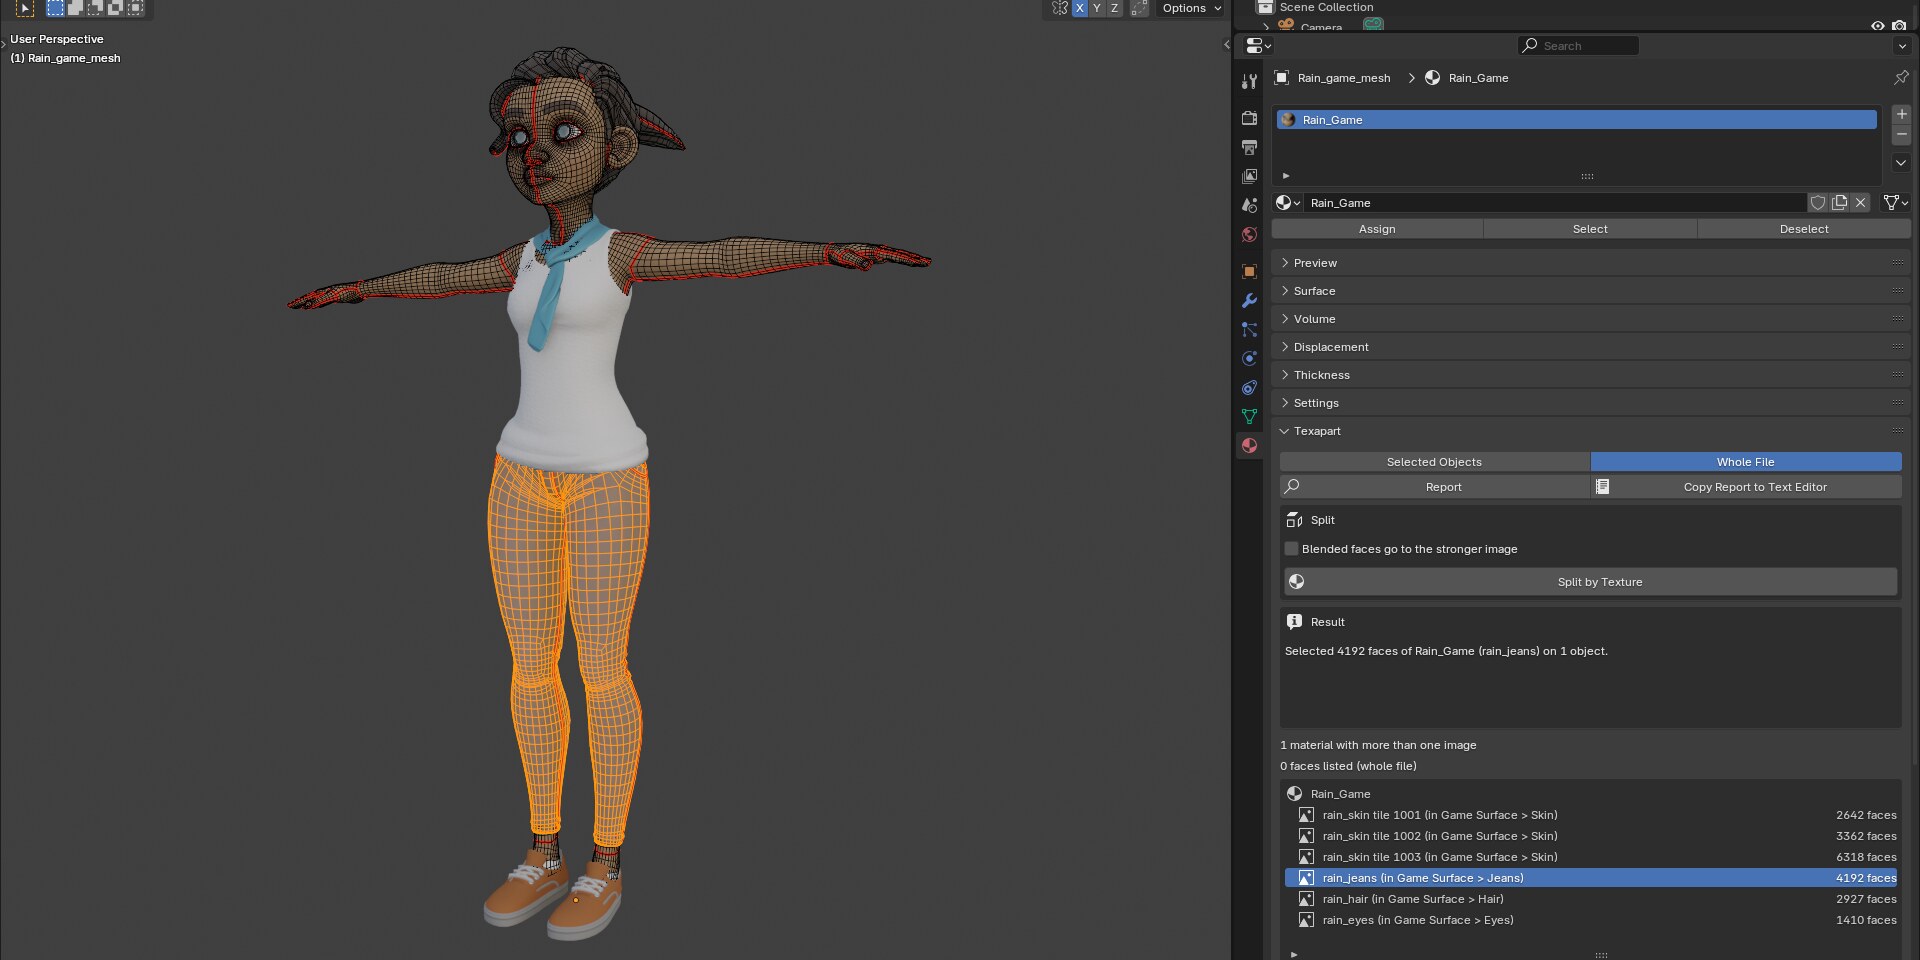 X Y Z Options
User Perspective
(1) Rain_game_mesh
Scene Collection
Camera
Search
Rain_game_mesh > Rain_Game
Rain_Game
Rain_Game
Assign Select Deselect
Preview
Surface
Volume
Displacement
Thickness
Settings
Texapart
Selected Objects Whole File
Report Copy Report to Text Editor
Split
Blended faces go to the stronger image
Split by Texture
Result
Selected 4192 faces of Rain_Game (rain_jeans) on 1 object.
1 material with more than one image
0 faces listed (whole file)
Rain_Game
rain_skin tile 1001 (in Game Surface > Skin) 2642 faces
rain_skin tile 1002 (in Game Surface > Skin) 3362 faces
rain_skin tile 1003 (in Game Surface > Skin) 6318 faces
rain_jeans (in Game Surface > Jeans) 4192 faces
rain_hair (in Game Surface > Hair) 2927 faces
rain_eyes (in Game Surface > Eyes) 1410 faces